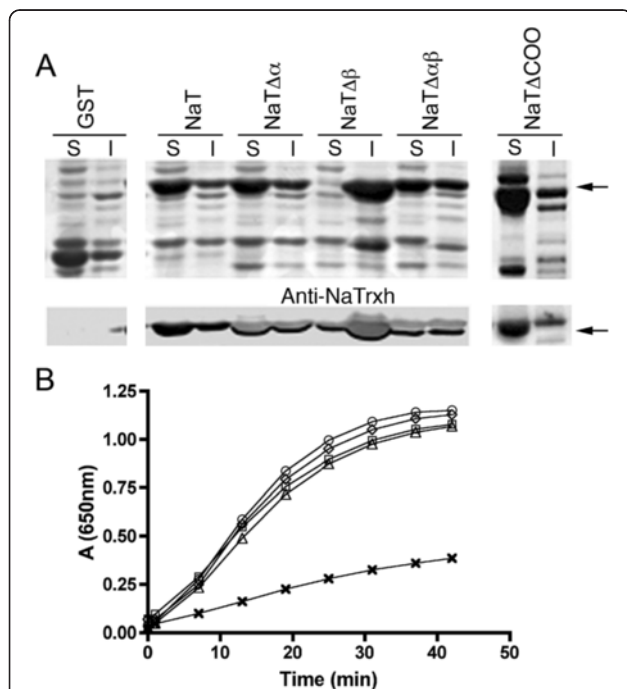 A
GST
NaT
NaTΔα
NaTΔβ
NaTΔαβ
NaTΔCOO
S I S I S I S I S I S I
Anti-NaTrxh
B
A (650nm)
1.25
1.00
0.75
0.50
0.25
0.00
0 10 20 30 40 50
Time (min)